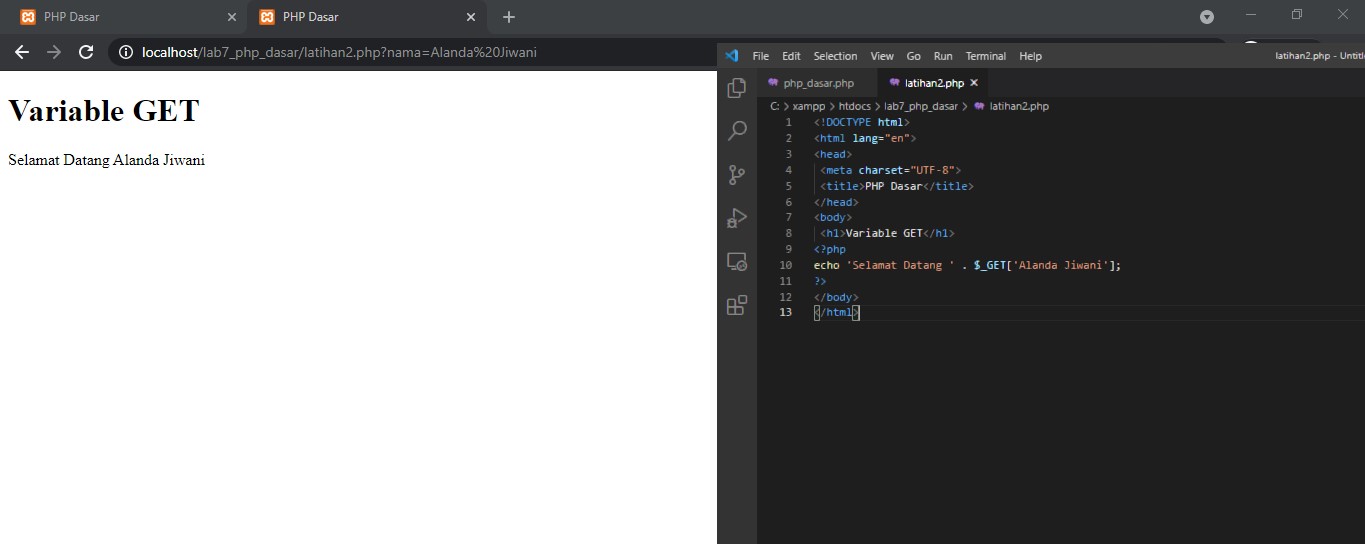 PHP Dasar
PHP Dasar
localhost/lab7_php_dasar/latihan2.php?nama=Alanda%20Jiwani
Variable GET
Selamat Datang Alanda Jiwani
File Edit Selection View Go Run Terminal Help
latihan2.php - Untitl
php_dasar.php
latihan2.php
C: > xampp > htdocs > lab7_php_dasar > latihan2.php
1 <!DOCTYPE html>
2 <html lang="en">
3 <head>
4 <meta charset="UTF-8">
5 <title>PHP Dasar</title>
6 </head>
7 <body>
8 <h1>Variable GET</h1>
9 <?php
10 echo 'Selamat Datang ' . $_GET['Alanda Jiwani'];
11 ?>
12 </body>
13 </html>